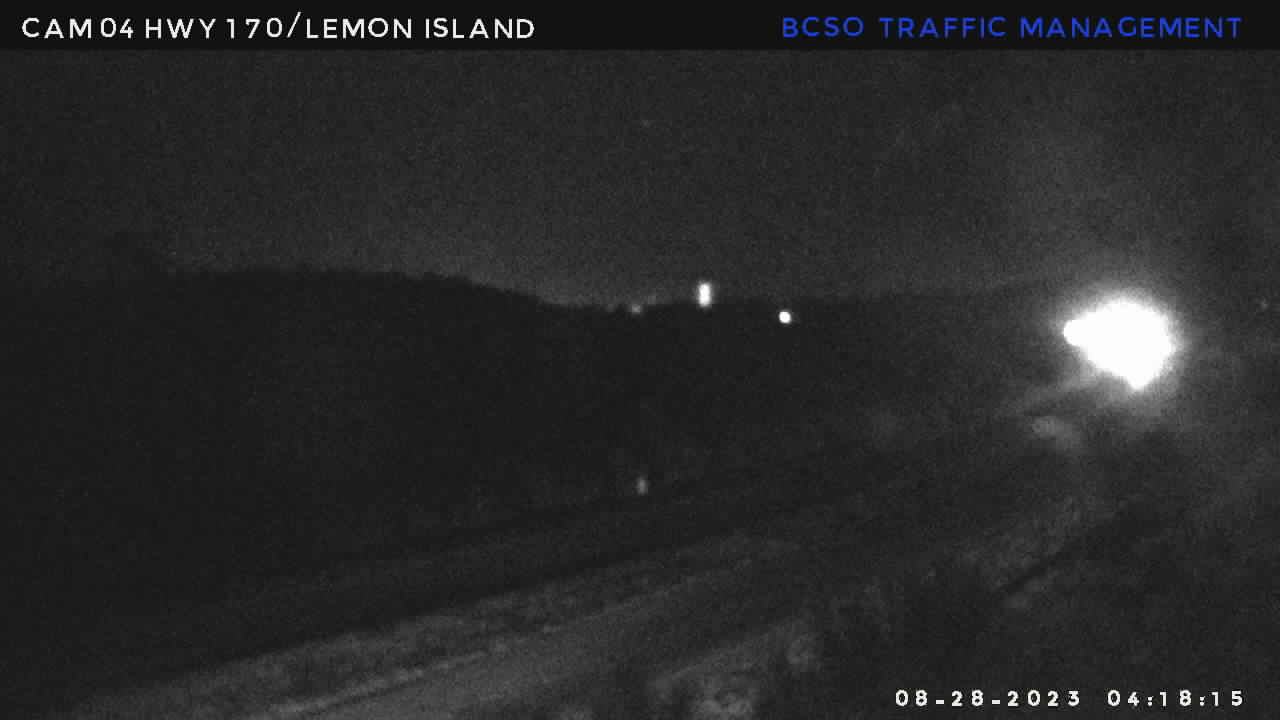 CAM04 HWY 170/LEMON ISLAND
BCSO TRAFFIC MANAGEMENT
08-28-2023 04:18:15